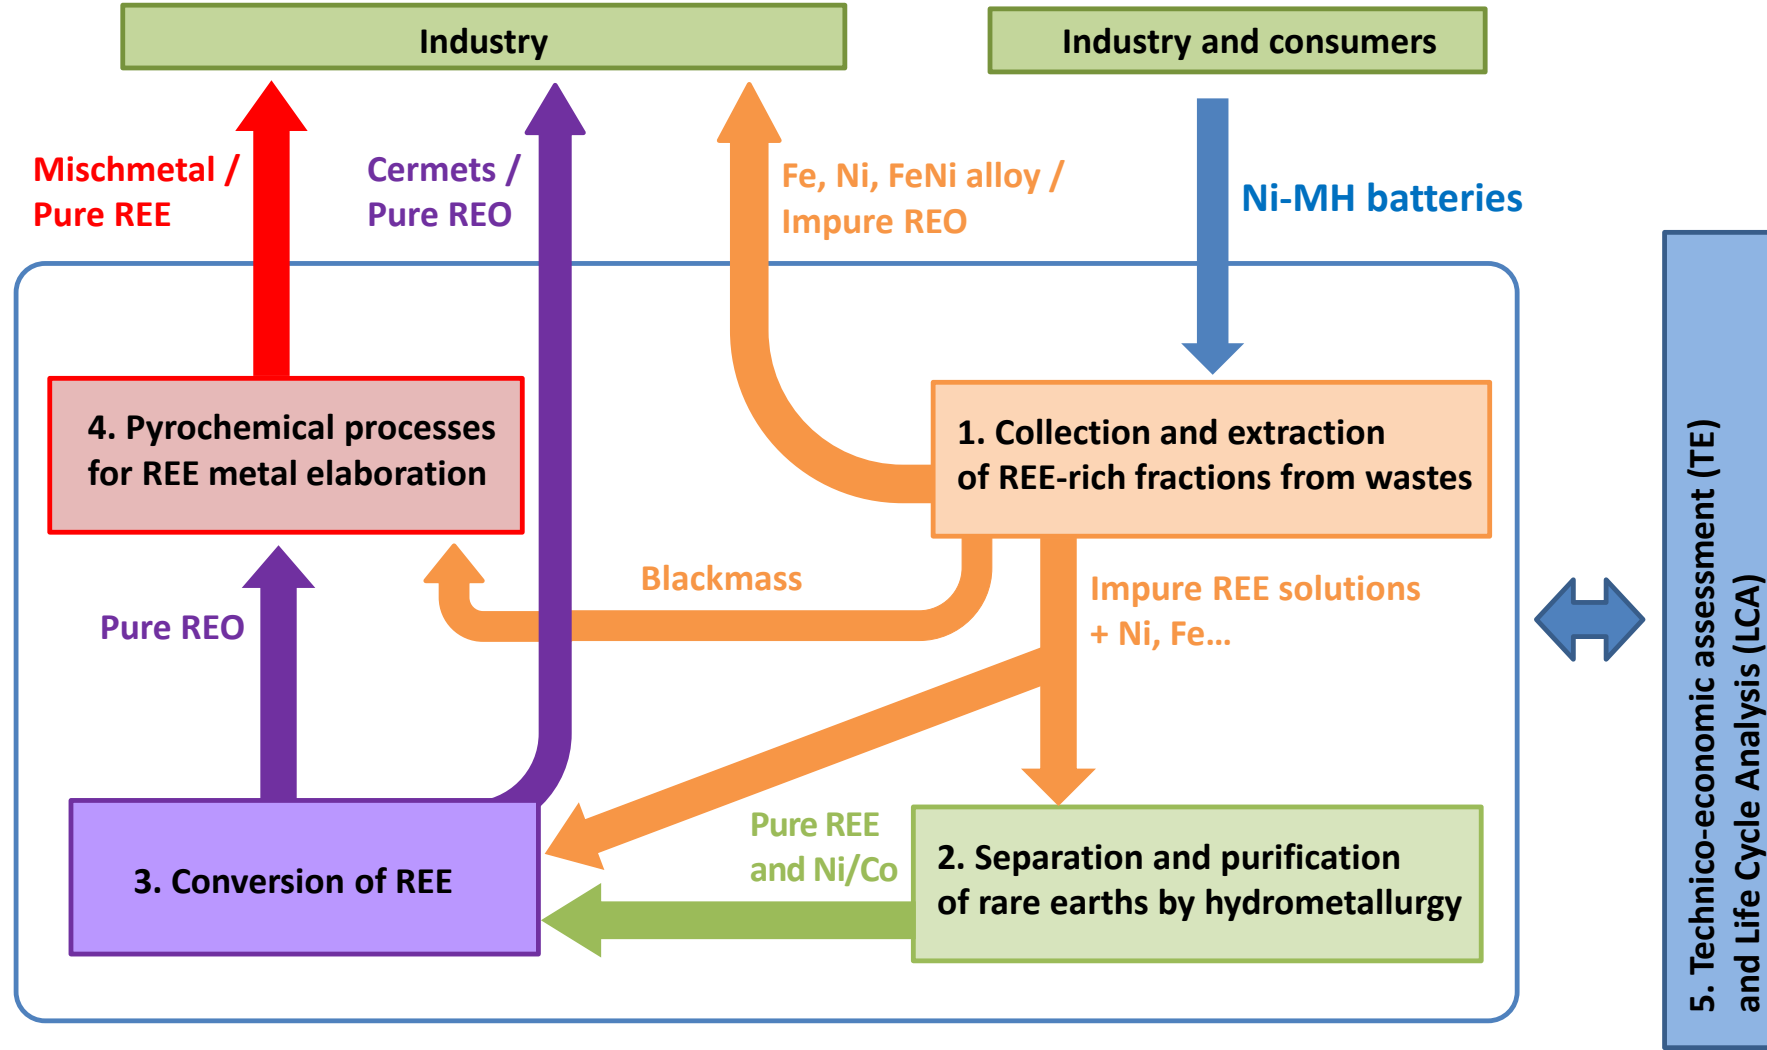 Industry
Industry and consumers
Mischmetal /
Pure REE
Cermets /
Pure REO
Fe, Ni, FeNi alloy /
Impure REO
Ni-MH batteries
4. Pyrochemical processes
for REE metal elaboration
1. Collection and extraction
of REE-rich fractions from wastes
Blackmass
Impure REE solutions
+ Ni, Fe...
Pure REO
Pure REE
and Ni/Co
3. Conversion of REE
2. Separation and purification
of rare earths by hydrometallurgy
5. Technico-economic assessment (TE)
and Life Cycle Analysis (LCA)